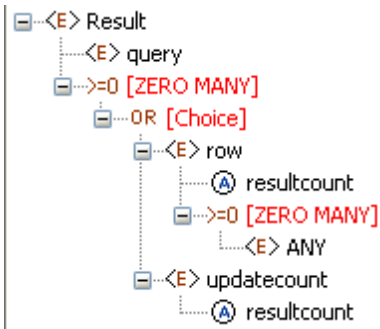 <E> Result
<E> query
>=0 [ZERO MANY]
OR [Choice]
<E> row
A resultcount
>=0 [ZERO MANY]
<E> ANY
<E> updatecount
A resultcount